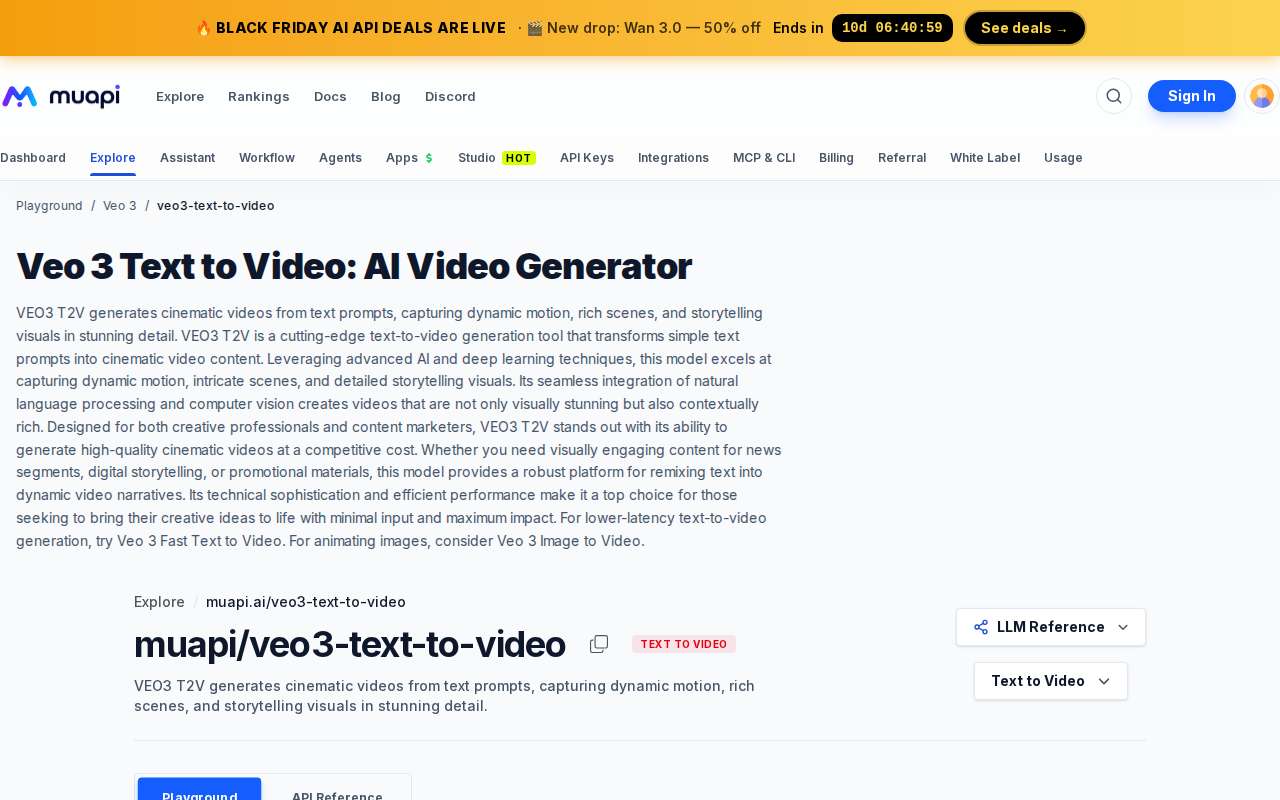 🔥 BLACK FRIDAY AI API DEALS ARE LIVE · 🎬 New drop: Wan 3.0 — 50% off Ends in 10d 06:40:59 See deals →
muapi Explore Rankings Docs Blog Discord Sign In
Dashboard Explore Assistant Workflow Agents Apps $ Studio HOT API Keys Integrations MCP & CLI Billing Referral White Label Usage
Playground / Veo 3 / veo3-text-to-video
Veo 3 Text to Video: AI Video Generator
VEO3 T2V generates cinematic videos from text prompts, capturing dynamic motion, rich scenes, and storytelling
visuals in stunning detail. VEO3 T2V is a cutting-edge text-to-video generation tool that transforms simple text
prompts into cinematic video content. Leveraging advanced AI and deep learning techniques, this model excels at
capturing dynamic motion, intricate scenes, and detailed storytelling visuals. Its seamless integration of natural
language processing and computer vision creates videos that are not only visually stunning but also contextually
rich. Designed for both creative professionals and content marketers, VEO3 T2V stands out with its ability to
generate high-quality cinematic videos at a competitive cost. Whether you need visually engaging content for news
segments, digital storytelling, or promotional materials, this model provides a robust platform for remixing text into
dynamic video narratives. Its technical sophistication and efficient performance make it a top choice for those
seeking to bring their creative ideas to life with minimal input and maximum impact. For lower-latency text-to-video
generation, try Veo 3 Fast Text to Video. For animating images, consider Veo 3 Image to Video.
Explore / muapi.ai/veo3-text-to-video
muapi/veo3-text-to-video TEXT TO VIDEO
LLM Reference
Text to Video
VEO3 T2V generates cinematic videos from text prompts, capturing dynamic motion, rich
scenes, and storytelling visuals in stunning detail.
Playground API Reference